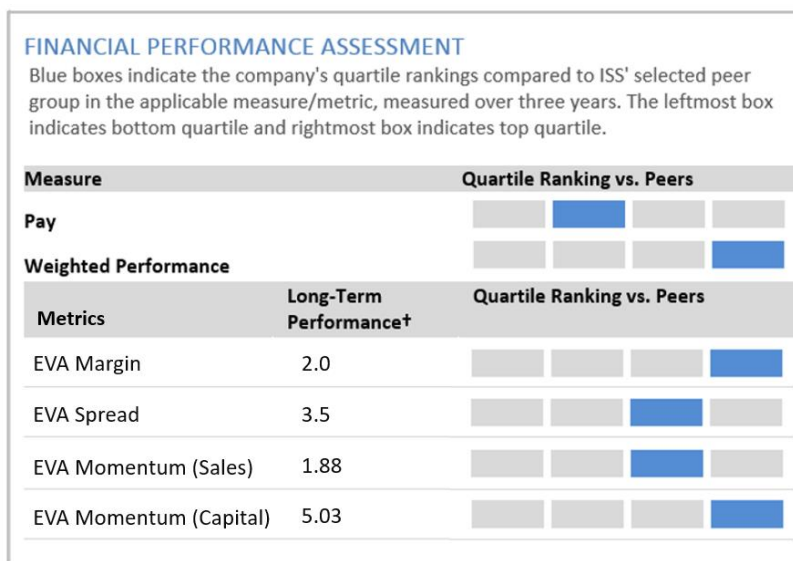 FINANCIAL PERFORMANCE ASSESSMENT
Blue boxes indicate the company's quartile rankings compared to ISS' selected peer
group in the applicable measure/metric, measured over three years. The leftmost box
indicates bottom quartile and rightmost box indicates top quartile.
Measure Quartile Ranking vs. Peers
Pay
Weighted Performance
Metrics Long-Term Performance† Quartile Ranking vs. Peers
EVA Margin 2.0
EVA Spread 3.5
EVA Momentum (Sales) 1.88
EVA Momentum (Capital) 5.03